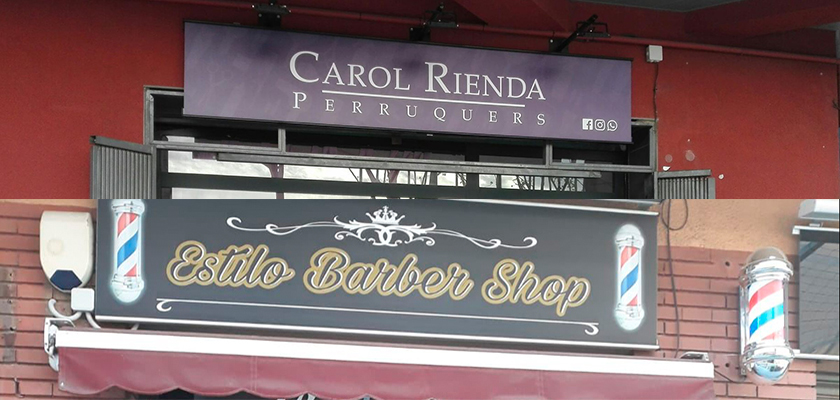 CAROL RIENDA
PERRUQUERS
Estilo Barber Shop